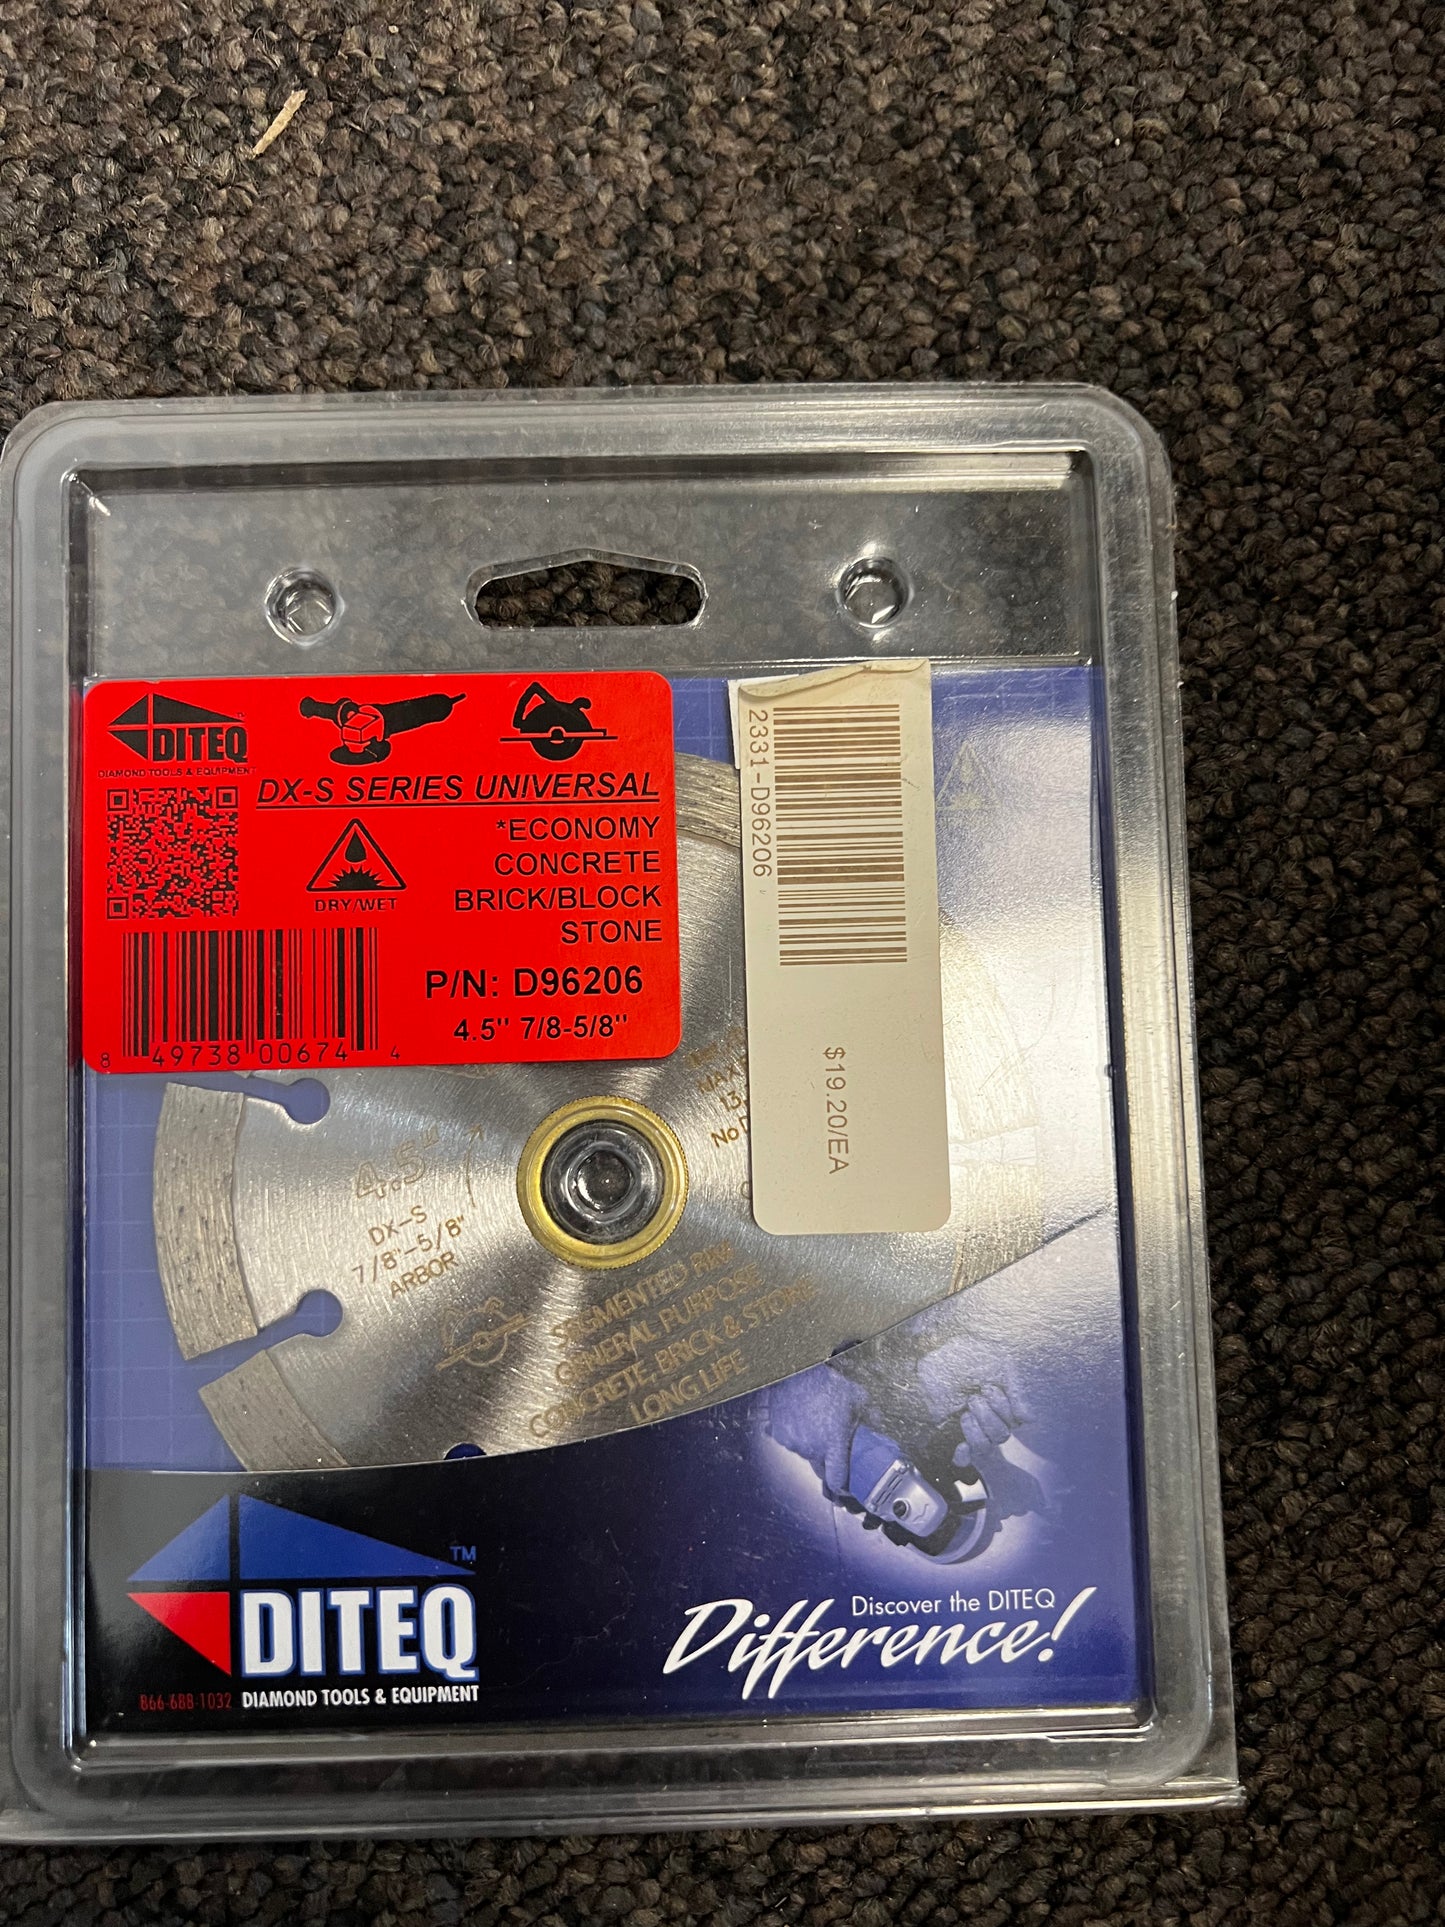 DITEQ
DIAMOND TOOLS & EQUIPMENT
DX-S SERIES UNIVERSAL
*ECONOMY
CONCRETE
BRICK/BLOCK
STONE
DRY/WET
P/N: D96206
4.5" 7/8-5/8"
8 49738 00674 4
2331-D96206
$19.20/EA
MAX
No
4.5"
DX-S
7/8"-5/8"
ARBOR
SEGMENTED RIM
GENERAL PURPOSE
CONCRETE, BRICK & STONE
LONG LIFE
TM
DITEQ
866-688-1032 DIAMOND TOOLS & EQUIPMENT
Discover the DITEQ
Difference!